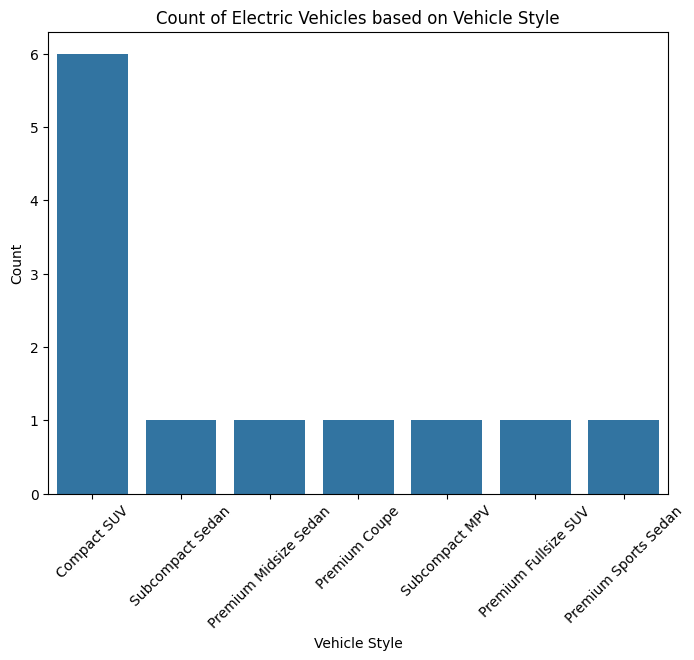 Count of Electric Vehicles based on Vehicle Style
Count
6
5
4
3
2
1
0
Compact SUV
Subcompact Sedan
Premium Midsize Sedan
Premium Coupe
Subcompact MPV
Premium Fullsize SUV
Premium Sports Sedan
Vehicle Style